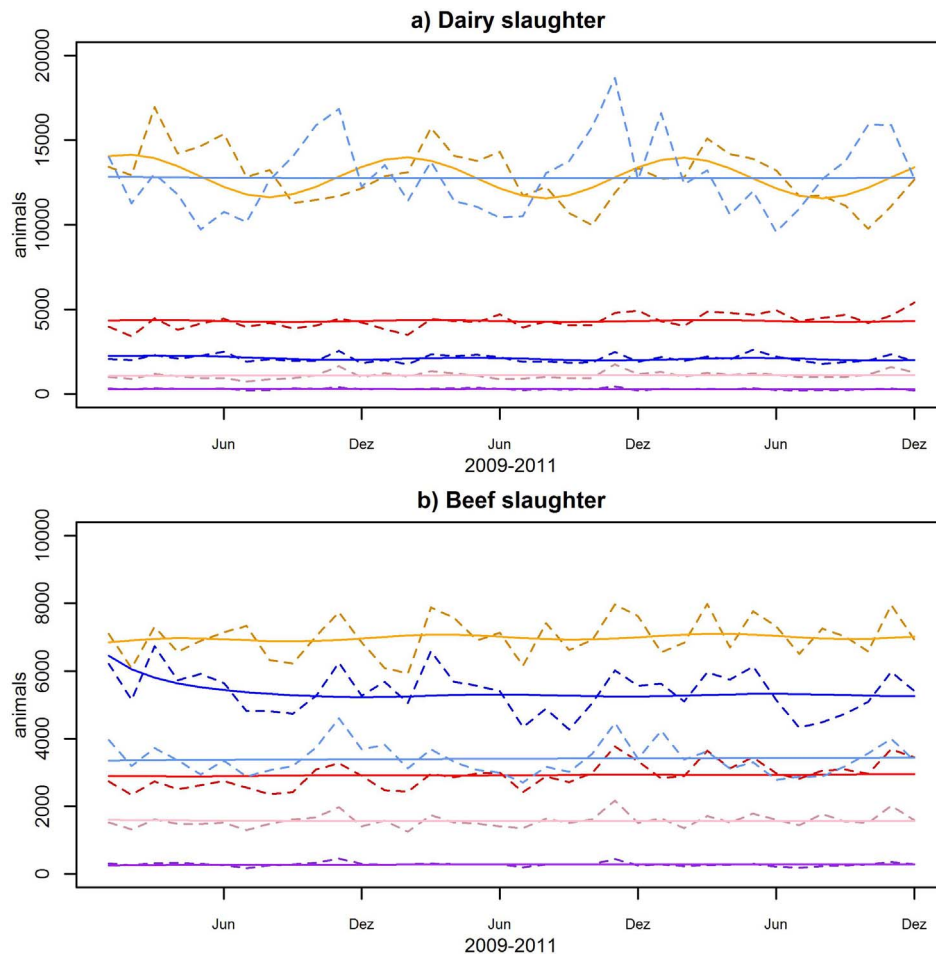 a) Dairy slaughter
20000
15000
10000
5000
0
animals
Jun
Dez
Jun
Dez
Jun
Dez
2009-2011
b) Beef slaughter
10000
8000
6000
4000
2000
0
animals
Jun
Dez
Jun
Dez
Jun
Dez
2009-2011